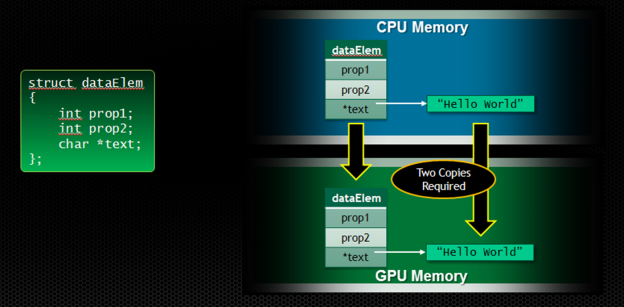 struct dataElem
{
int prop1;
int prop2;
char *text;
};
CPU Memory
dataElem
prop1
prop2
*text
“Hello World”
Two Copies
Required
dataElem
prop1
prop2
*text
“Hello World”
GPU Memory